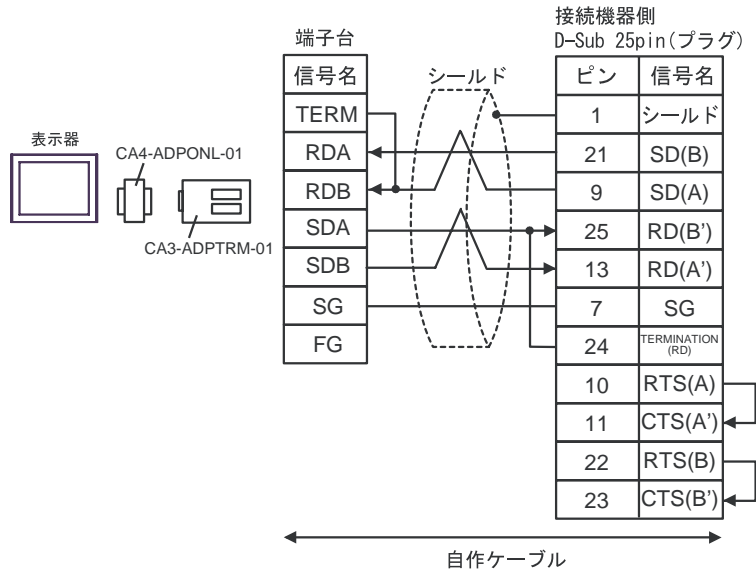 接続機器側
端子台
D-Sub 25pin(プラグ)
信号名
シールド
ピン
信号名
TERM
1
シールド
表示器
CA4-ADPONL-01
RDA
21
SD(B)
RDB
9
SD(A)
SDA
25
RD(B')
CA3-ADPTRM-01
SDB
13
RD(A')
SG
7
SG
FG
24
TERMINATION
(RD)
10
RTS(A)
11
CTS(A')
22
RTS(B)
23
CTS(B')
自作ケーブル